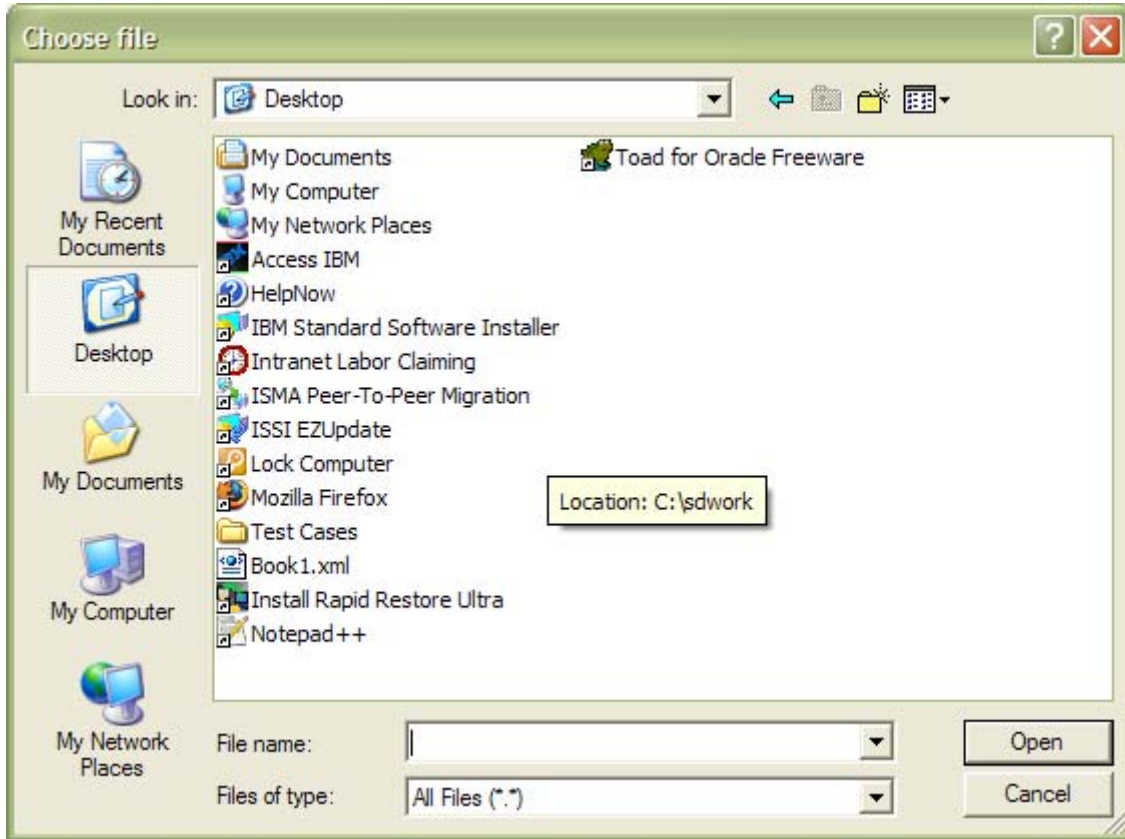 Choose file
Look in:
Desktop
My Recent
Documents
Desktop
My Documents
My Computer
My Network
Places
My Documents
My Computer
My Network Places
Access IBM
HelpNow
IBM Standard Software Installer
Intranet Labor Claiming
ISMA Peer-To-Peer Migration
ISSI EZUpdate
Lock Computer
Mozilla Firefox
Test Cases
Book1.xml
Install Rapid Restore Ultra
Notepad++
Toad for Oracle Freeware
Location: C:\sdwork
File name:
Open
Files of type:
All Files (*.*)
Cancel